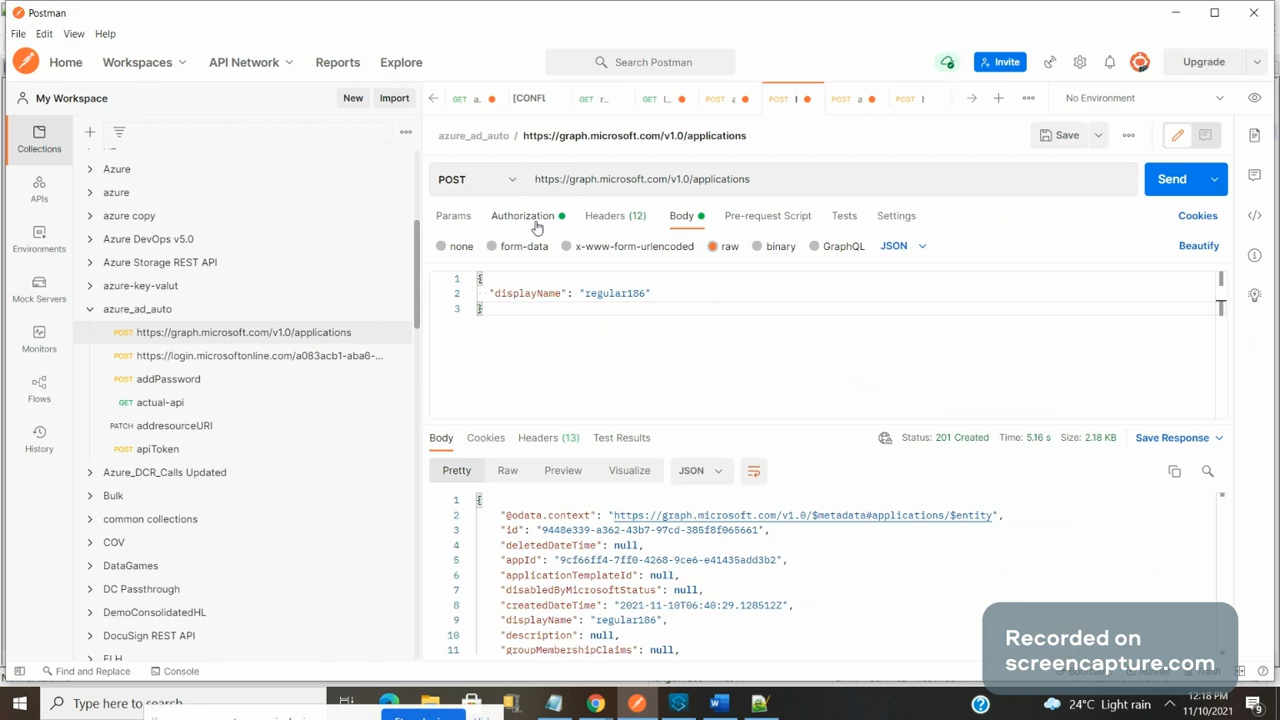 Postman
File Edit View Help
Home Workspaces API Network Reports Explore Search Postman Invite Upgrade
My Workspace New Import GET a. [CONFL GET r.. GET l.. POST a POST h POST a POST No Environment
azure_ad_auto / https://graph.microsoft.com/v1.0/applications Save
POST https://graph.microsoft.com/v1.0/applications Send
Params Authorization Headers (12) Body Pre-request Script Tests Settings Cookies
none form-data x-www-form-urlencoded raw binary GraphQL JSON Beautify
1 {
2 "displayName": "regular186"
3 }
Collections
APIs
Environments
Mock Servers
Monitors
Flows
History
Azure
azure
azure copy
Azure DevOps v5.0
Azure Storage REST API
azure-key-valut
azure_ad_auto
POST https://graph.microsoft.com/v1.0/applications
POST https://login.microsoftonline.com/a083acb1-aba6-...
POST addPassword
GET actual-api
PATCH addresourceURI
POST apiToken
Azure_DCR_Calls Updated
Bulk
common collections
COV
DataGames
DC Passthrough
DemoConsolidatedHL
DocuSign REST API
Body Cookies Headers (13) Test Results Status: 201 Created Time: 5.16 s Size: 2.18 KB Save Response
Pretty Raw Preview Visualize JSON
1 {
2 "@odata.context": "https://graph.microsoft.com/v1.0/$metadata#applications/$entity",
3 "id": "9448e339-a362-43b7-97cd-385f8f065661",
4 "deletedDateTime": null,
5 "appId": "9cf66ff4-7ff0-4268-9ce6-e41435add3b2",
6 "applicationTemplateId": null,
7 "disabledByMicrosoftStatus": null,
8 "createdDateTime": "2021-11-10T06:40:29.128512Z",
9 "displayName": "regular186",
10 "description": null,
11 "groupMembershipClaims": null,
Recorded on
screencapture.com
Find and Replace Console Bootcamp Runner Trash
Type here to search 24°C Light rain 12:18 PM
11/10/2021